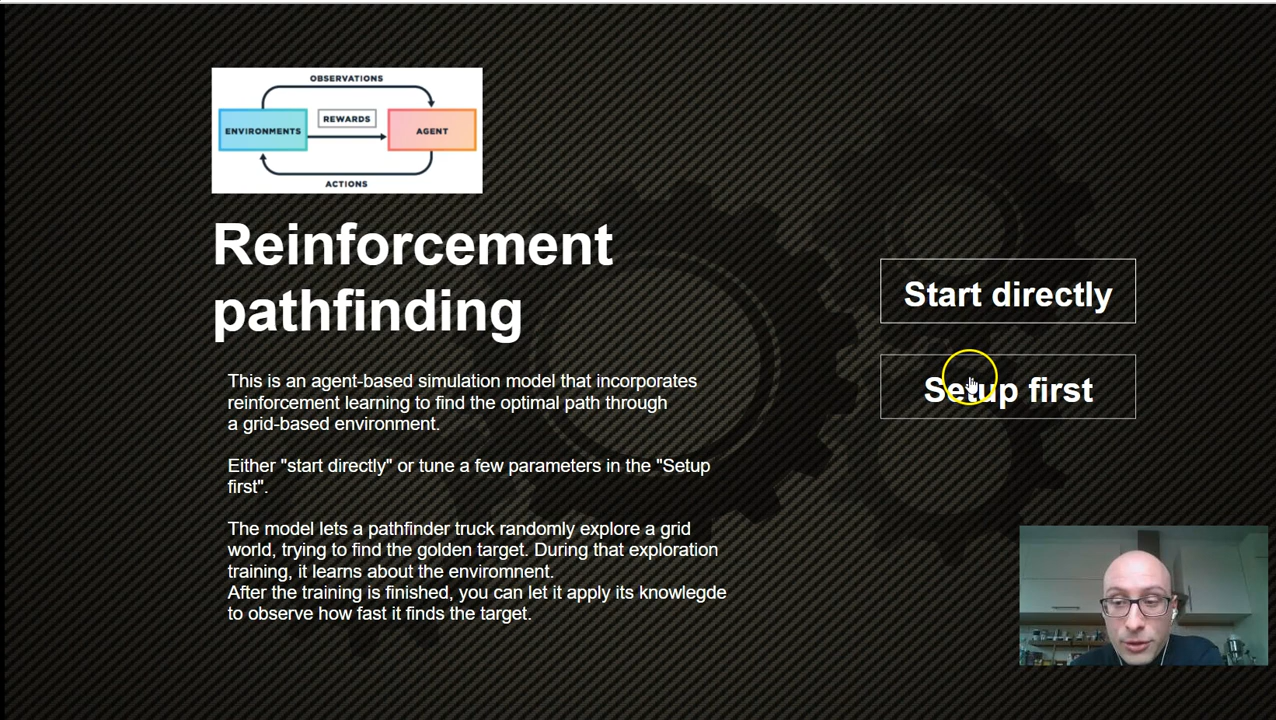 OBSERVATIONS
ENVIRONMENTS
REWARDS
AGENT
ACTIONS
Reinforcement
pathfinding
This is an agent-based simulation model that incorporates
reinforcement learning to find the optimal path through
a grid-based environment.
Either "start directly" or tune a few parameters in the "Setup
first".
The model lets a pathfinder truck randomly explore a grid
world, trying to find the golden target. During that exploration
training, it learns about the enviromnent.
After the training is finished, you can let it apply its knowlegde
to observe how fast it finds the target.
Start directly
Setup first